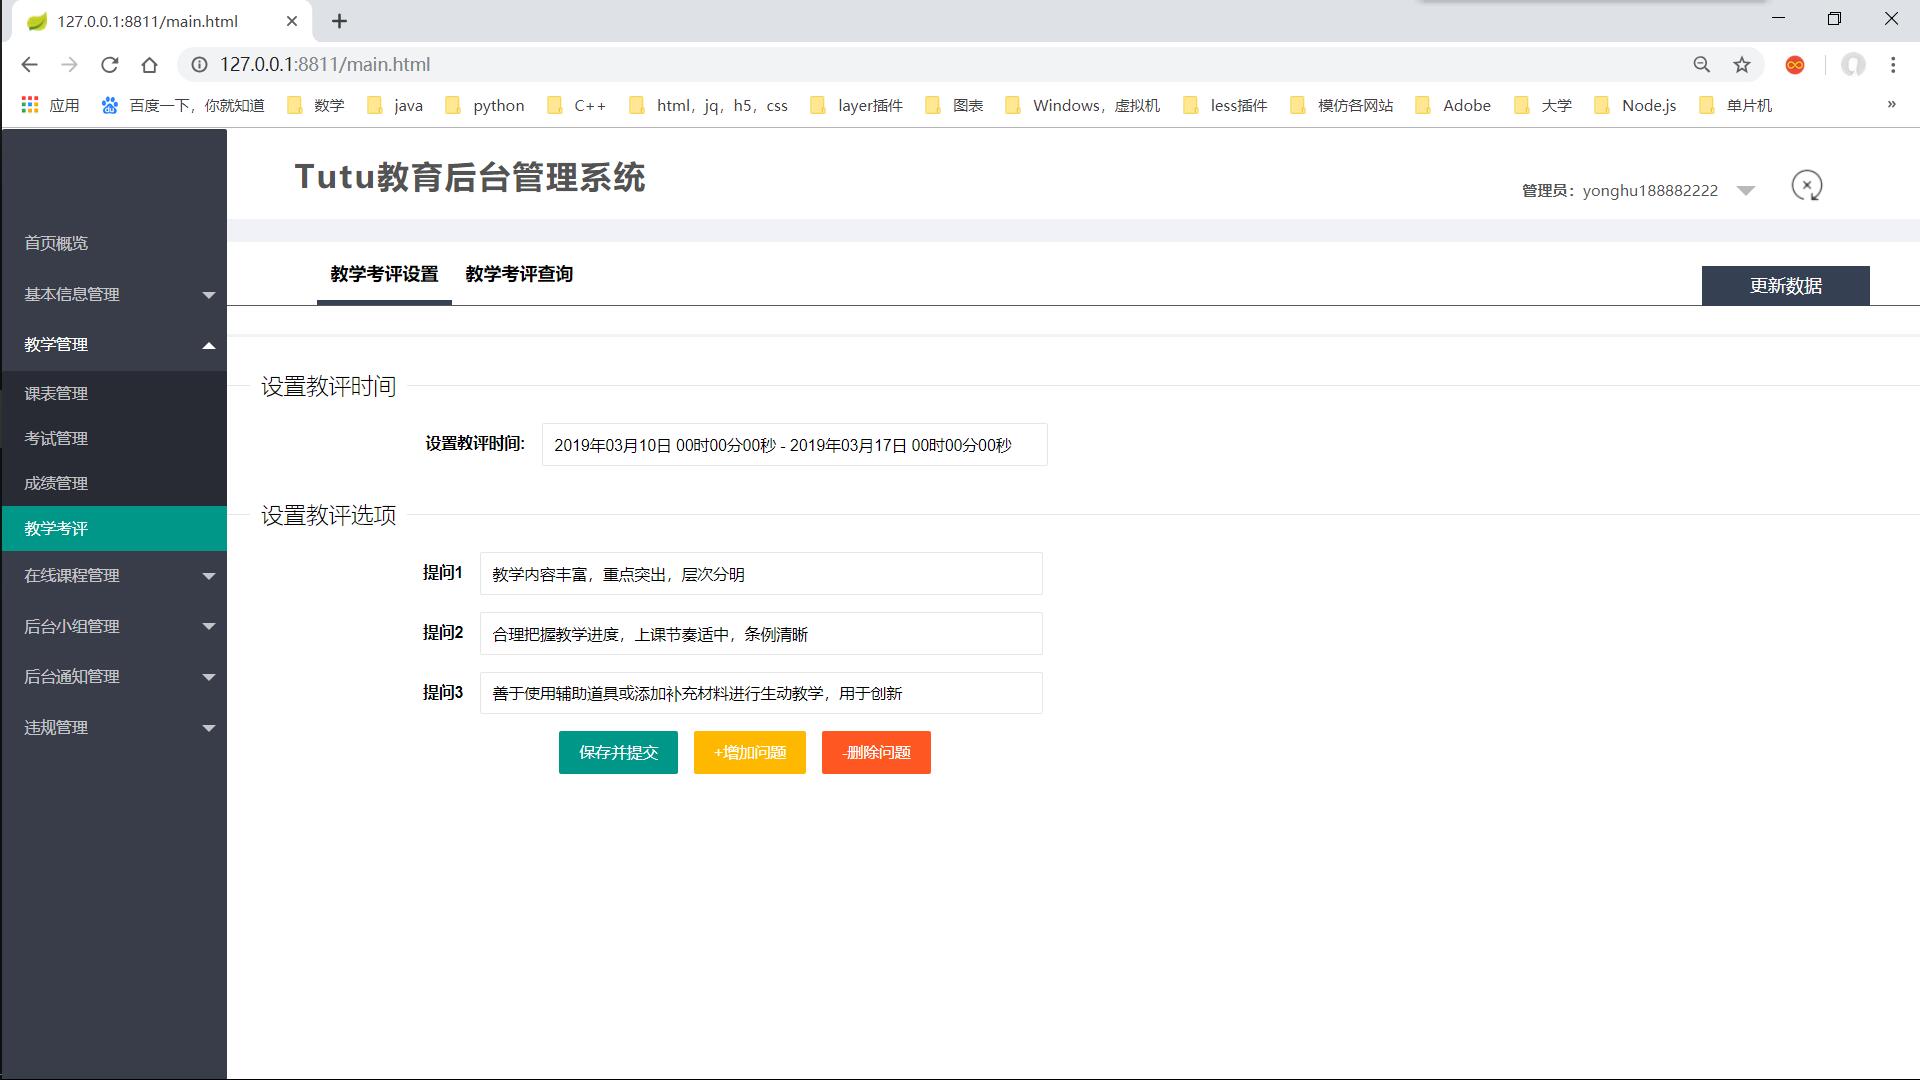 127.0.0.1:8811/main.html
127.0.0.1:8811/main.html
应用 百度一下，你就知道 数学 java python C++ html，jq，h5，css layer插件 图表 Windows，虚拟机 less插件 模仿各网站 Adobe 大学 Node.js 单片机 »
Tutu教育后台管理系统
管理员：yonghu188882222
首页概览
基本信息管理
教学管理
课表管理
考试管理
成绩管理
教学考评
在线课程管理
后台小组管理
后台通知管理
违规管理
教学考评设置 教学考评查询
更新数据
设置教评时间
设置教评时间: 2019年03月10日 00时00分00秒 - 2019年03月17日 00时00分00秒
设置教评选项
提问1 教学内容丰富，重点突出，层次分明
提问2 合理把握教学进度，上课节奏适中，条例清晰
提问3 善于使用辅助道具或添加补充材料进行生动教学，用于创新
保存并提交 +增加问题 -删除问题